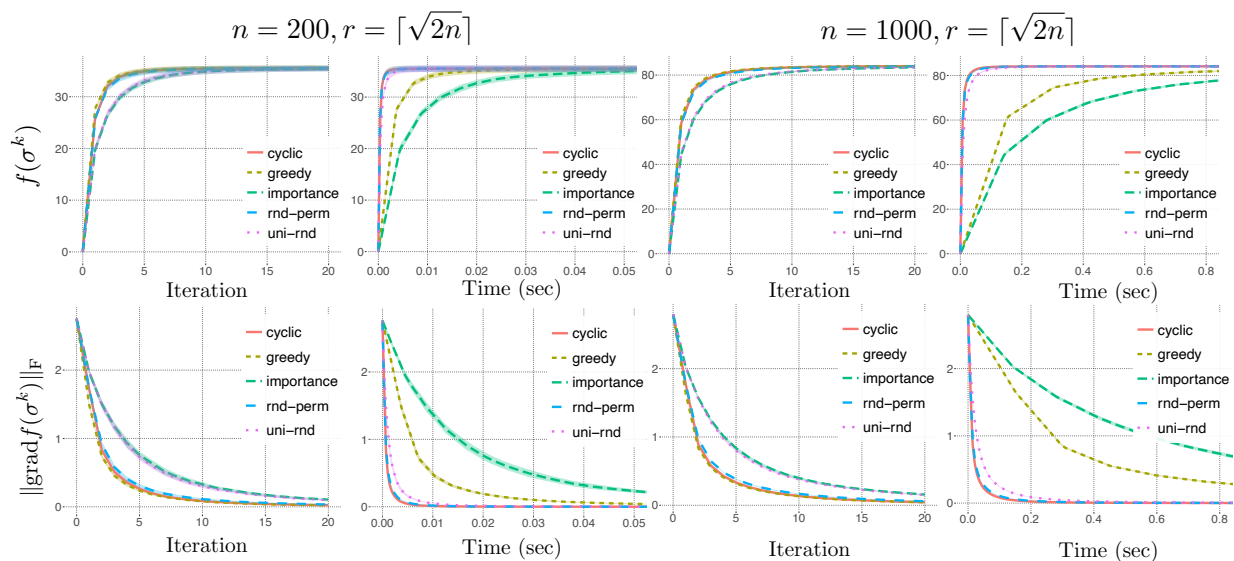 n = 200, r = ⌈√2n⌉
n = 1000, r = ⌈√2n⌉
f(σ^k)
30
20
10
0
0
5
10
15
20
Iteration
cyclic
greedy
importance
rnd-perm
uni-rnd
30
20
10
0
0.00
0.01
0.02
0.03
0.04
0.05
Time (sec)
cyclic
greedy
importance
rnd-perm
uni-rnd
80
60
40
20
0
0
5
10
15
20
Iteration
cyclic
greedy
importance
rnd-perm
uni-rnd
80
60
40
20
0
0.0
0.2
0.4
0.6
0.8
Time (sec)
cyclic
greedy
importance
rnd-perm
uni-rnd
||gradf(σ^k)||_F
2
1
0
0
5
10
15
20
Iteration
cyclic
greedy
importance
rnd-perm
uni-rnd
2
1
0
0.00
0.01
0.02
0.03
0.04
0.05
Time (sec)
cyclic
greedy
importance
rnd-perm
uni-rnd
2
1
0
0
5
10
15
20
Iteration
cyclic
greedy
importance
rnd-perm
uni-rnd
2
1
0
0.0
0.2
0.4
0.6
0.8
Time (sec)
cyclic
greedy
importance
rnd-perm
uni-rnd